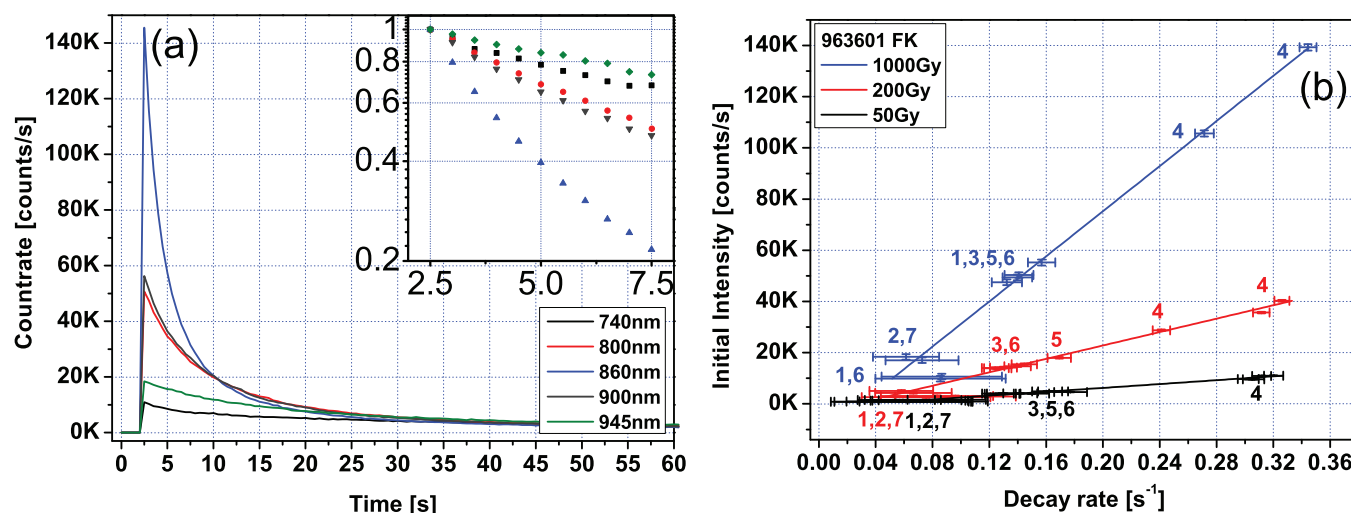 (a)
Countrate [counts/s]
140K
120K
100K
80K
60K
40K
20K
0K
0 5 10 15 20 25 30 35 40 45 50 55 60
Time [s]
1
0.8
0.6
0.4
0.2
2.5 5.0 7.5
740nm
800nm
860nm
900nm
945nm
(b)
Initial Intensity [counts/s]
140K
120K
100K
80K
60K
40K
20K
0K
963601 FK
1000Gy
200Gy
50Gy
4
4
1,3,5,6
2,7
1,6
4
4
5
3,6
4
3,5,6
1,2,7
1,2,7
0.00 0.04 0.08 0.12 0.16 0.20 0.24 0.28 0.32 0.36
Decay rate [s⁻¹]